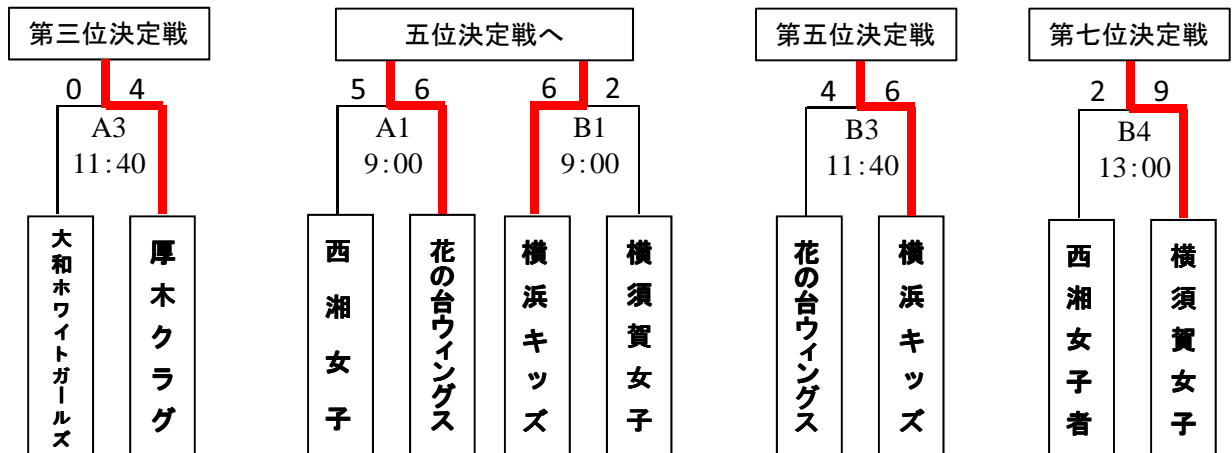 第三位決定戦
0 4
A3
11:40
大和ホワイトガールズ
厚木クラグ
五位決定戦へ
5 6
A1
9:00
西湘女子
花の台ウィングス
6 2
B1
9:00
横浜キッズ
横須賀女子
第五位決定戦
4 6
B3
11:40
花の台ウィングス
横浜キッズ
第七位決定戦
2 9
B4
13:00
西湘女子者
横須賀女子